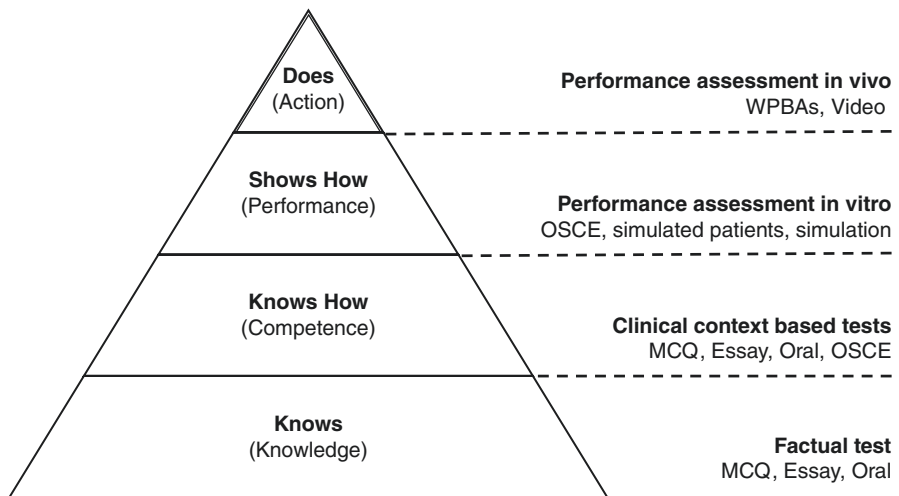 Does
(Action)
Performance assessment in vivo
WPBAs, Video
Shows How
(Performance)
Performance assessment in vitro
OSCE, simulated patients, simulation
Knows How
(Competence)
Clinical context based tests
MCQ, Essay, Oral, OSCE
Knows
(Knowledge)
Factual test
MCQ, Essay, Oral